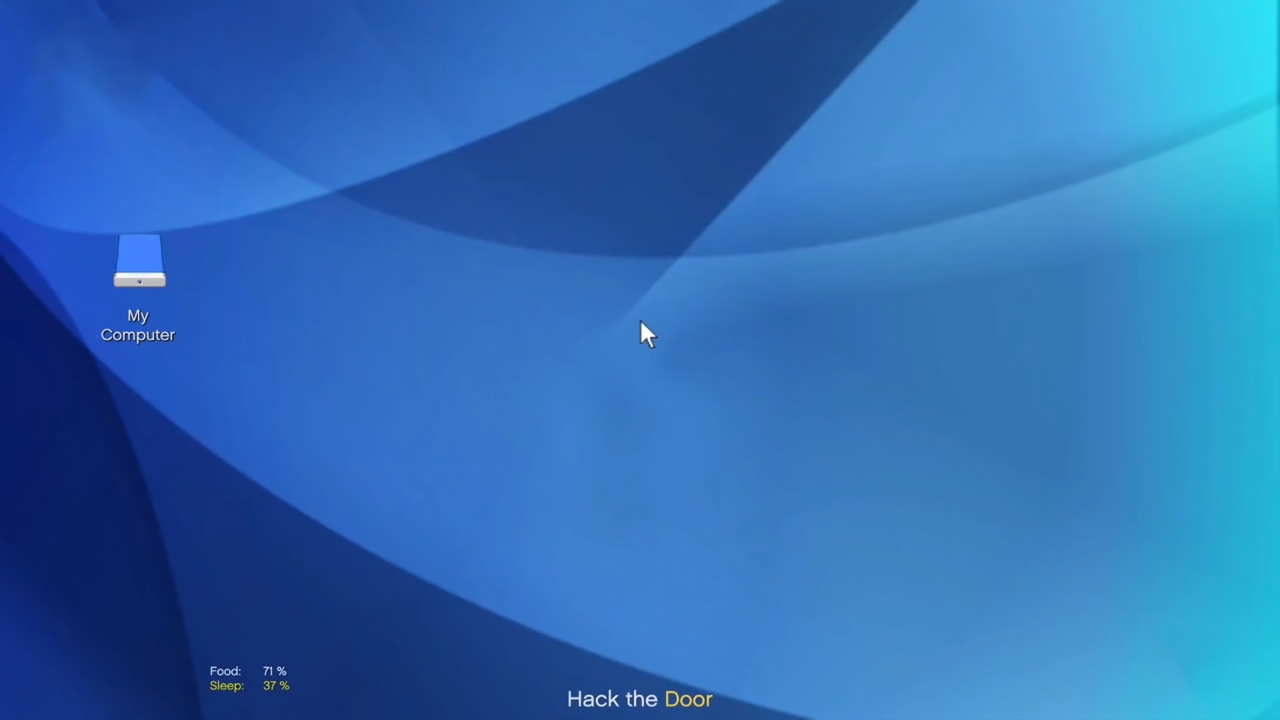 My
Computer
Food: 71 %
Sleep: 37 %
Hack the Door